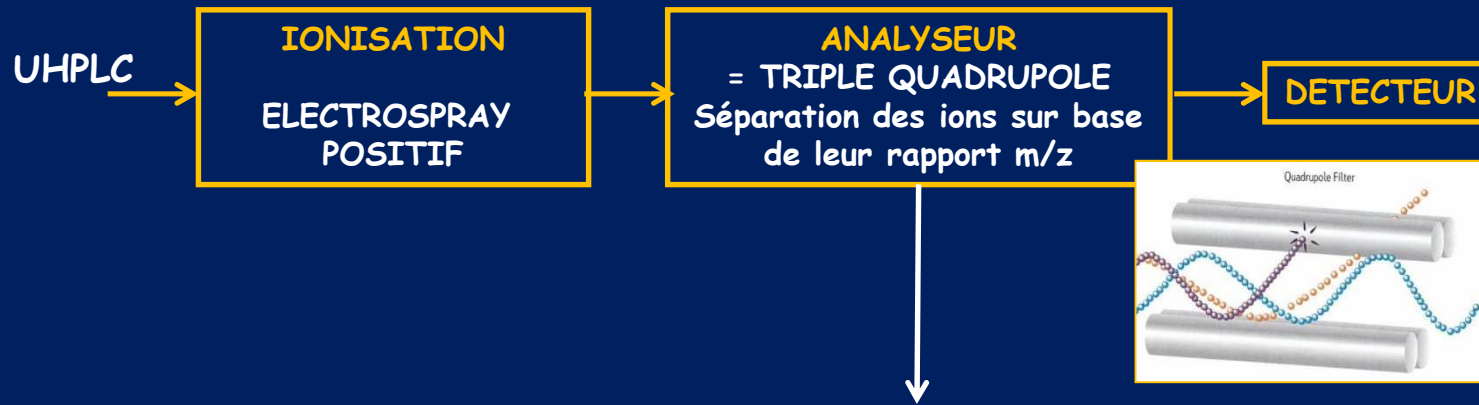 UHPLC
IONISATION
ELECTROSPRAY
POSITIF
ANALYSEUR
= TRIPLE QUADRUPOLE
Séparation des ions sur base
de leur rapport m/z
DETECTEUR
Quadrupole Filter